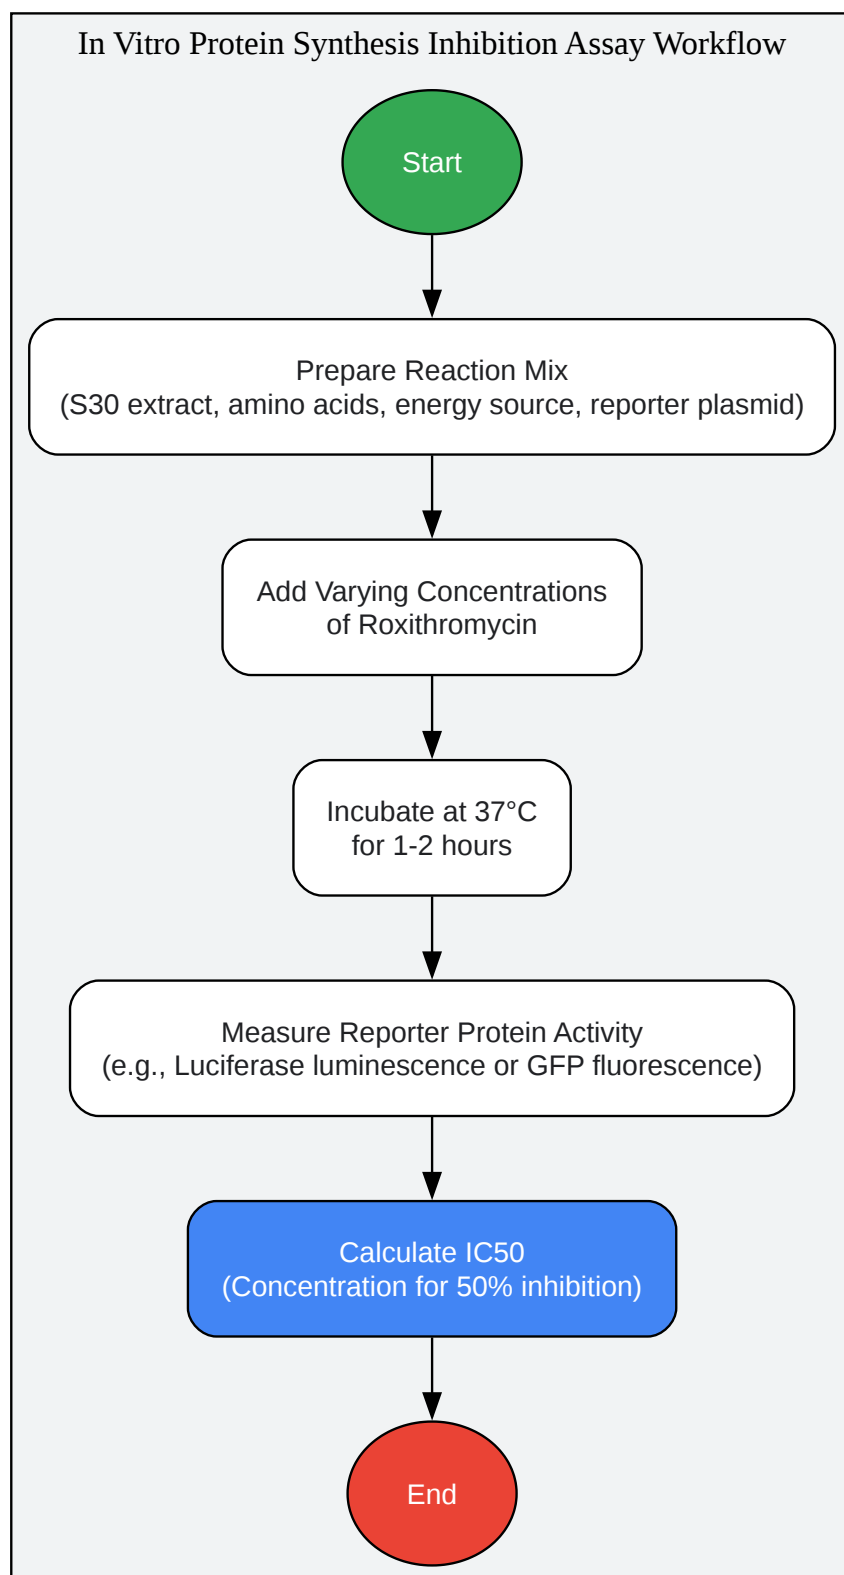 In Vitro Protein Synthesis Inhibition Assay Workflow
Start
Prepare Reaction Mix
(S30 extract, amino acids, energy source, reporter plasmid)
Add Varying Concentrations
of Roxithromycin
Incubate at 37°C
for 1-2 hours
Measure Reporter Protein Activity
(e.g., Luciferase luminescence or GFP fluorescence)
Calculate IC50
(Concentration for 50% inhibition)
End